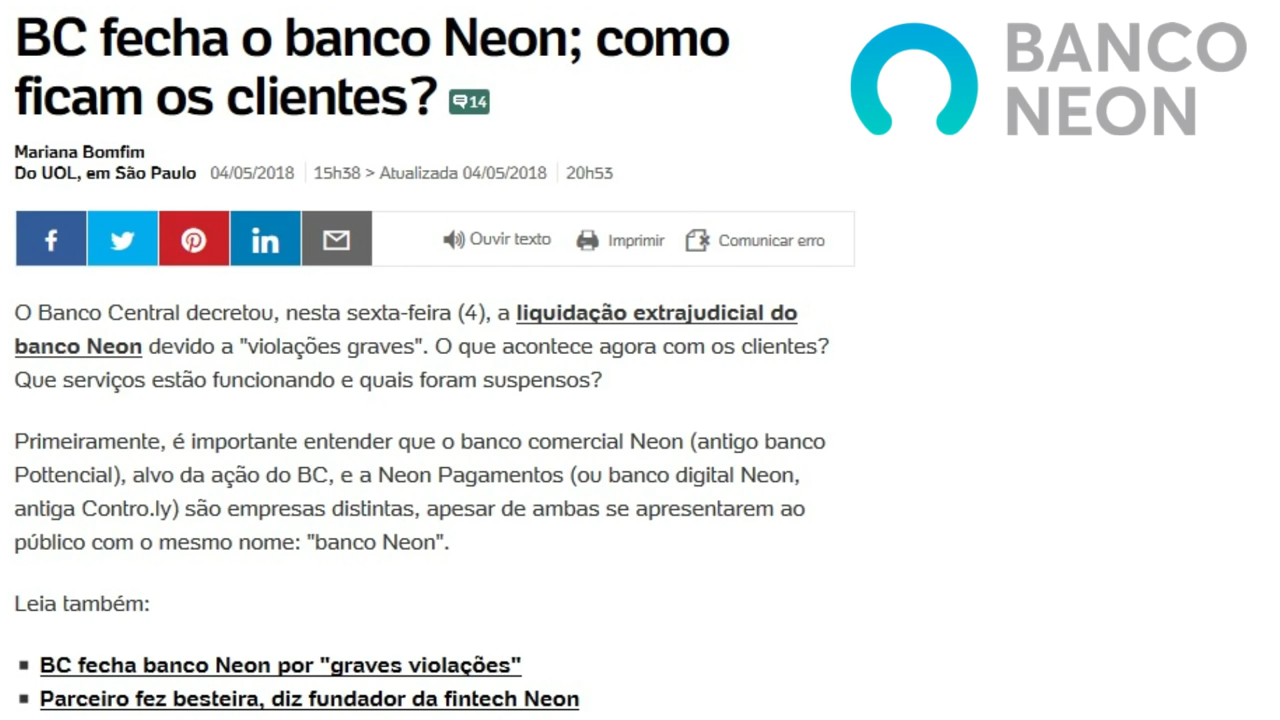 BC fecha o banco Neon; como
ficam os clientes? 14
BANCO
NEON
Mariana Bomfim
Do UOL, em São Paulo 04/05/2018 15h38 > Atualizada 04/05/2018 20h53
f in Ouvir texto Imprimir Comunicar erro
O Banco Central decretou, nesta sexta-feira (4), a liquidação extrajudicial do
banco Neon devido a "violações graves". O que acontece agora com os clientes?
Que serviços estão funcionando e quais foram suspensos?
Primeiramente, é importante entender que o banco comercial Neon (antigo banco
Pottencial), alvo da ação do BC, e a Neon Pagamentos (ou banco digital Neon,
antiga Contro.ly) são empresas distintas, apesar de ambas se apresentarem ao
público com o mesmo nome: "banco Neon".
Leia também:
BC fecha banco Neon por "graves violações"
Parceiro fez besteira, diz fundador da fintech Neon